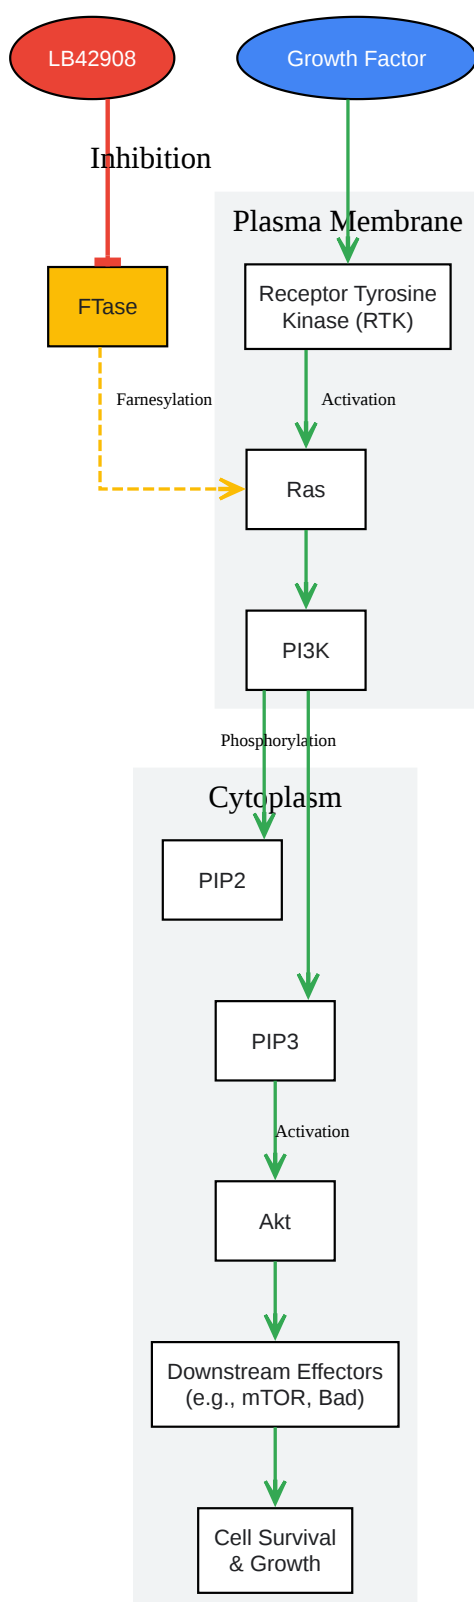 LB42908
Growth Factor
Inhibition
Plasma Membrane
FTase
Receptor Tyrosine
Kinase (RTK)
Farnesylation
Activation
Ras
PI3K
Phosphorylation
Cytoplasm
PIP2
PIP3
Activation
Akt
Downstream Effectors
(e.g., mTOR, Bad)
Cell Survival
& Growth